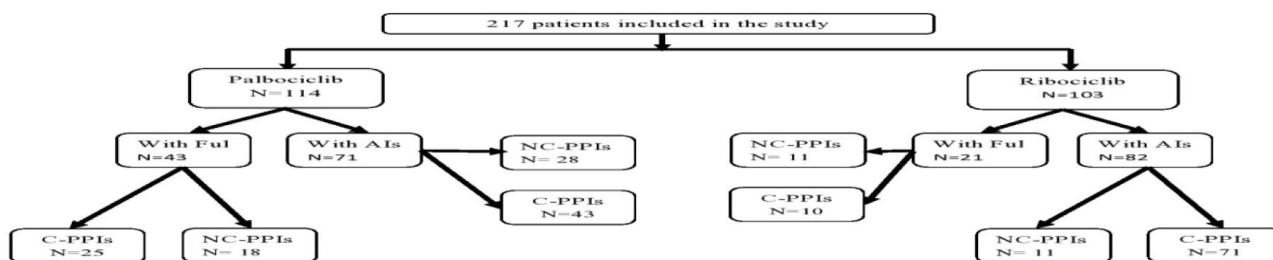 217 patients included in the study
Palbociclib
N=114
Ribociclib
N=103
With Ful
N=43
With AIs
N=71
NC-PPIs
N= 28
NC-PPIs
N= 11
With Ful
N=21
With AIs
N=82
C-PPIs
N=43
C-PPIs
N=10
C-PPIs
N=25
NC-PPIs
N= 18
NC-PPIs
N= 11
C-PPIs
N=71